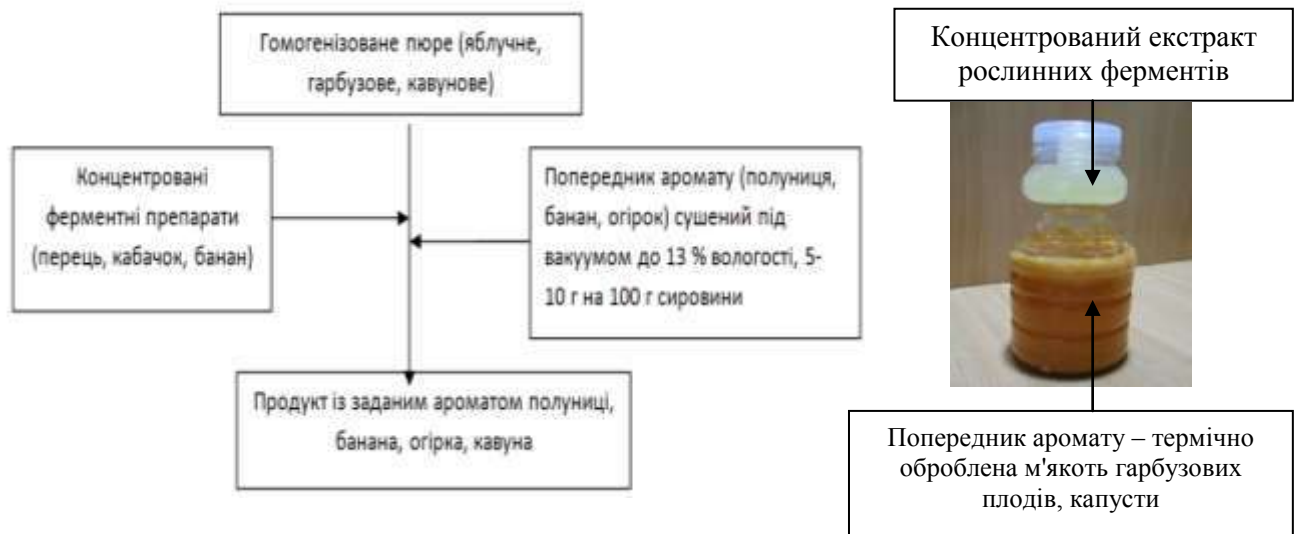 Гомогенізоване пюре (яблучне,
гарбузове, кавунове)
Концентровані
ферментні препарати
(перець, кабачок, банан)
Попередник аромату (полуниця,
банан, огірок) сушений під
вакуумом до 13 % вологості, 5-
10 г на 100 г сировини
Продукт із заданим ароматом полуниці,
банана, огірка, кавуна
Концентрований екстракт
рослинних ферментів
Попередник аромату – термічно
оброблена м'якоть гарбузових
плодів, капусти